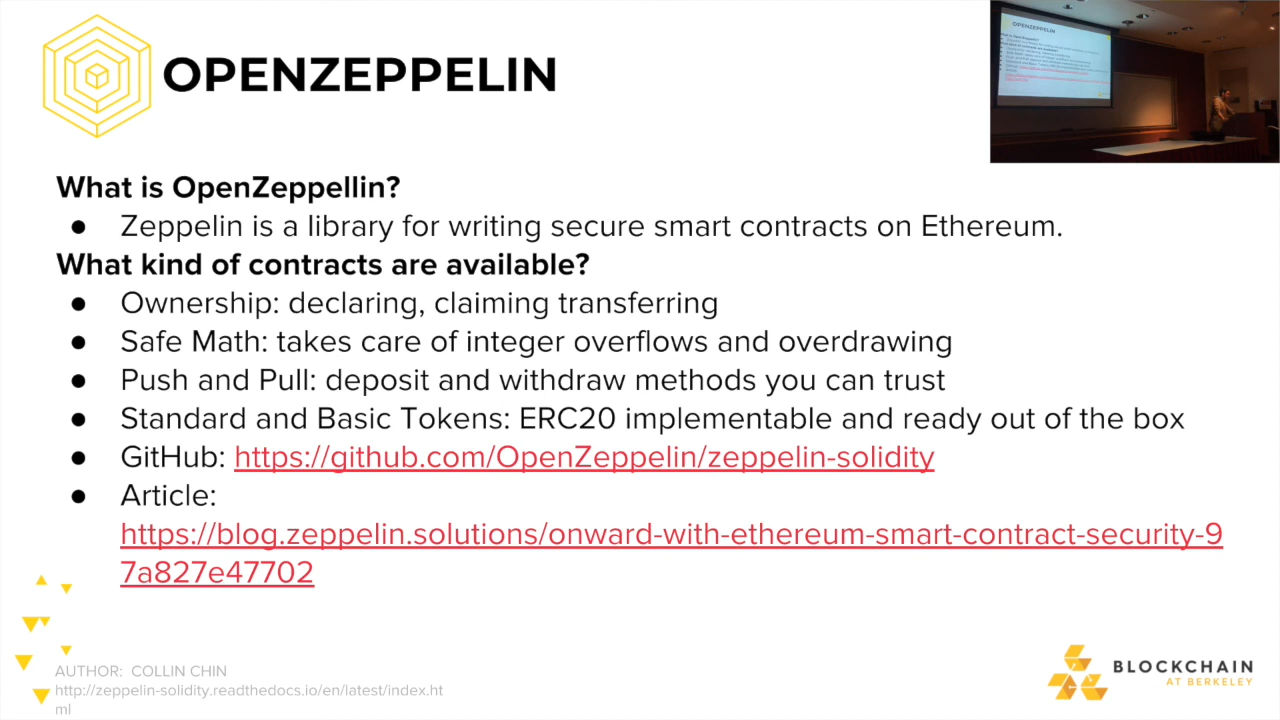 OPENZEPPELIN
What is OpenZeppellin?
● Zeppelin is a library for writing secure smart contracts on Ethereum.
What kind of contracts are available?
● Ownership: declaring, claiming transferring
● Safe Math: takes care of integer overflows and overdrawing
● Push and Pull: deposit and withdraw methods you can trust
● Standard and Basic Tokens: ERC20 implementable and ready out of the box
● GitHub: https://github.com/OpenZeppelin/zeppelin-solidity
● Article:
https://blog.zeppelin.solutions/onward-with-ethereum-smart-contract-security-9
7a827e47702
AUTHOR: COLLIN CHIN
http://zeppelin-solidity.readthedocs.io/en/latest/index.ht
ml
BLOCKCHAIN
AT BERKELEY
OPENZEPPELIN